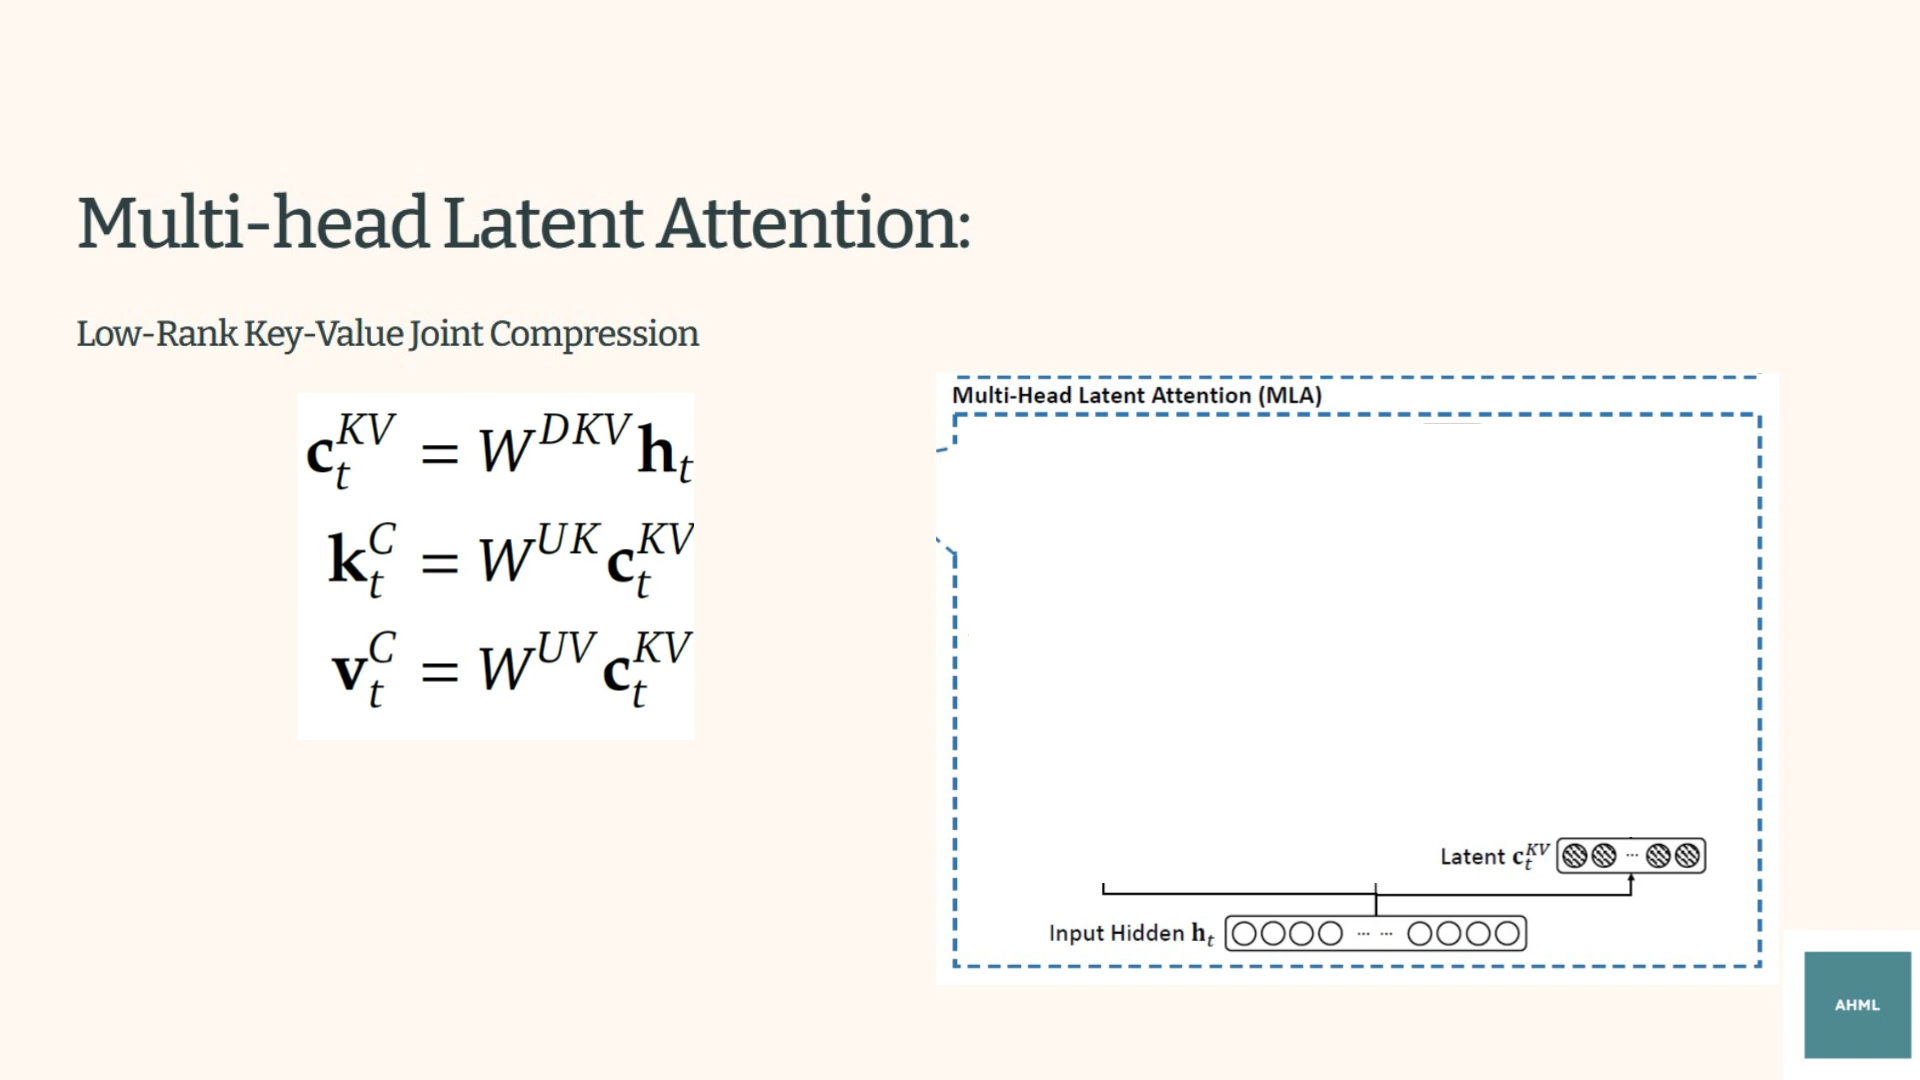 Multi-head Latent Attention:
Low-Rank Key-Value Joint Compression
c_t^{KV} = W^{DKV} h_t
k_t^C = W^{UK} c_t^{KV}
v_t^C = W^{UV} c_t^{KV}
Multi-Head Latent Attention (MLA)
Latent c_t^{KV} ...
Input Hidden h_t ... ...
AHML